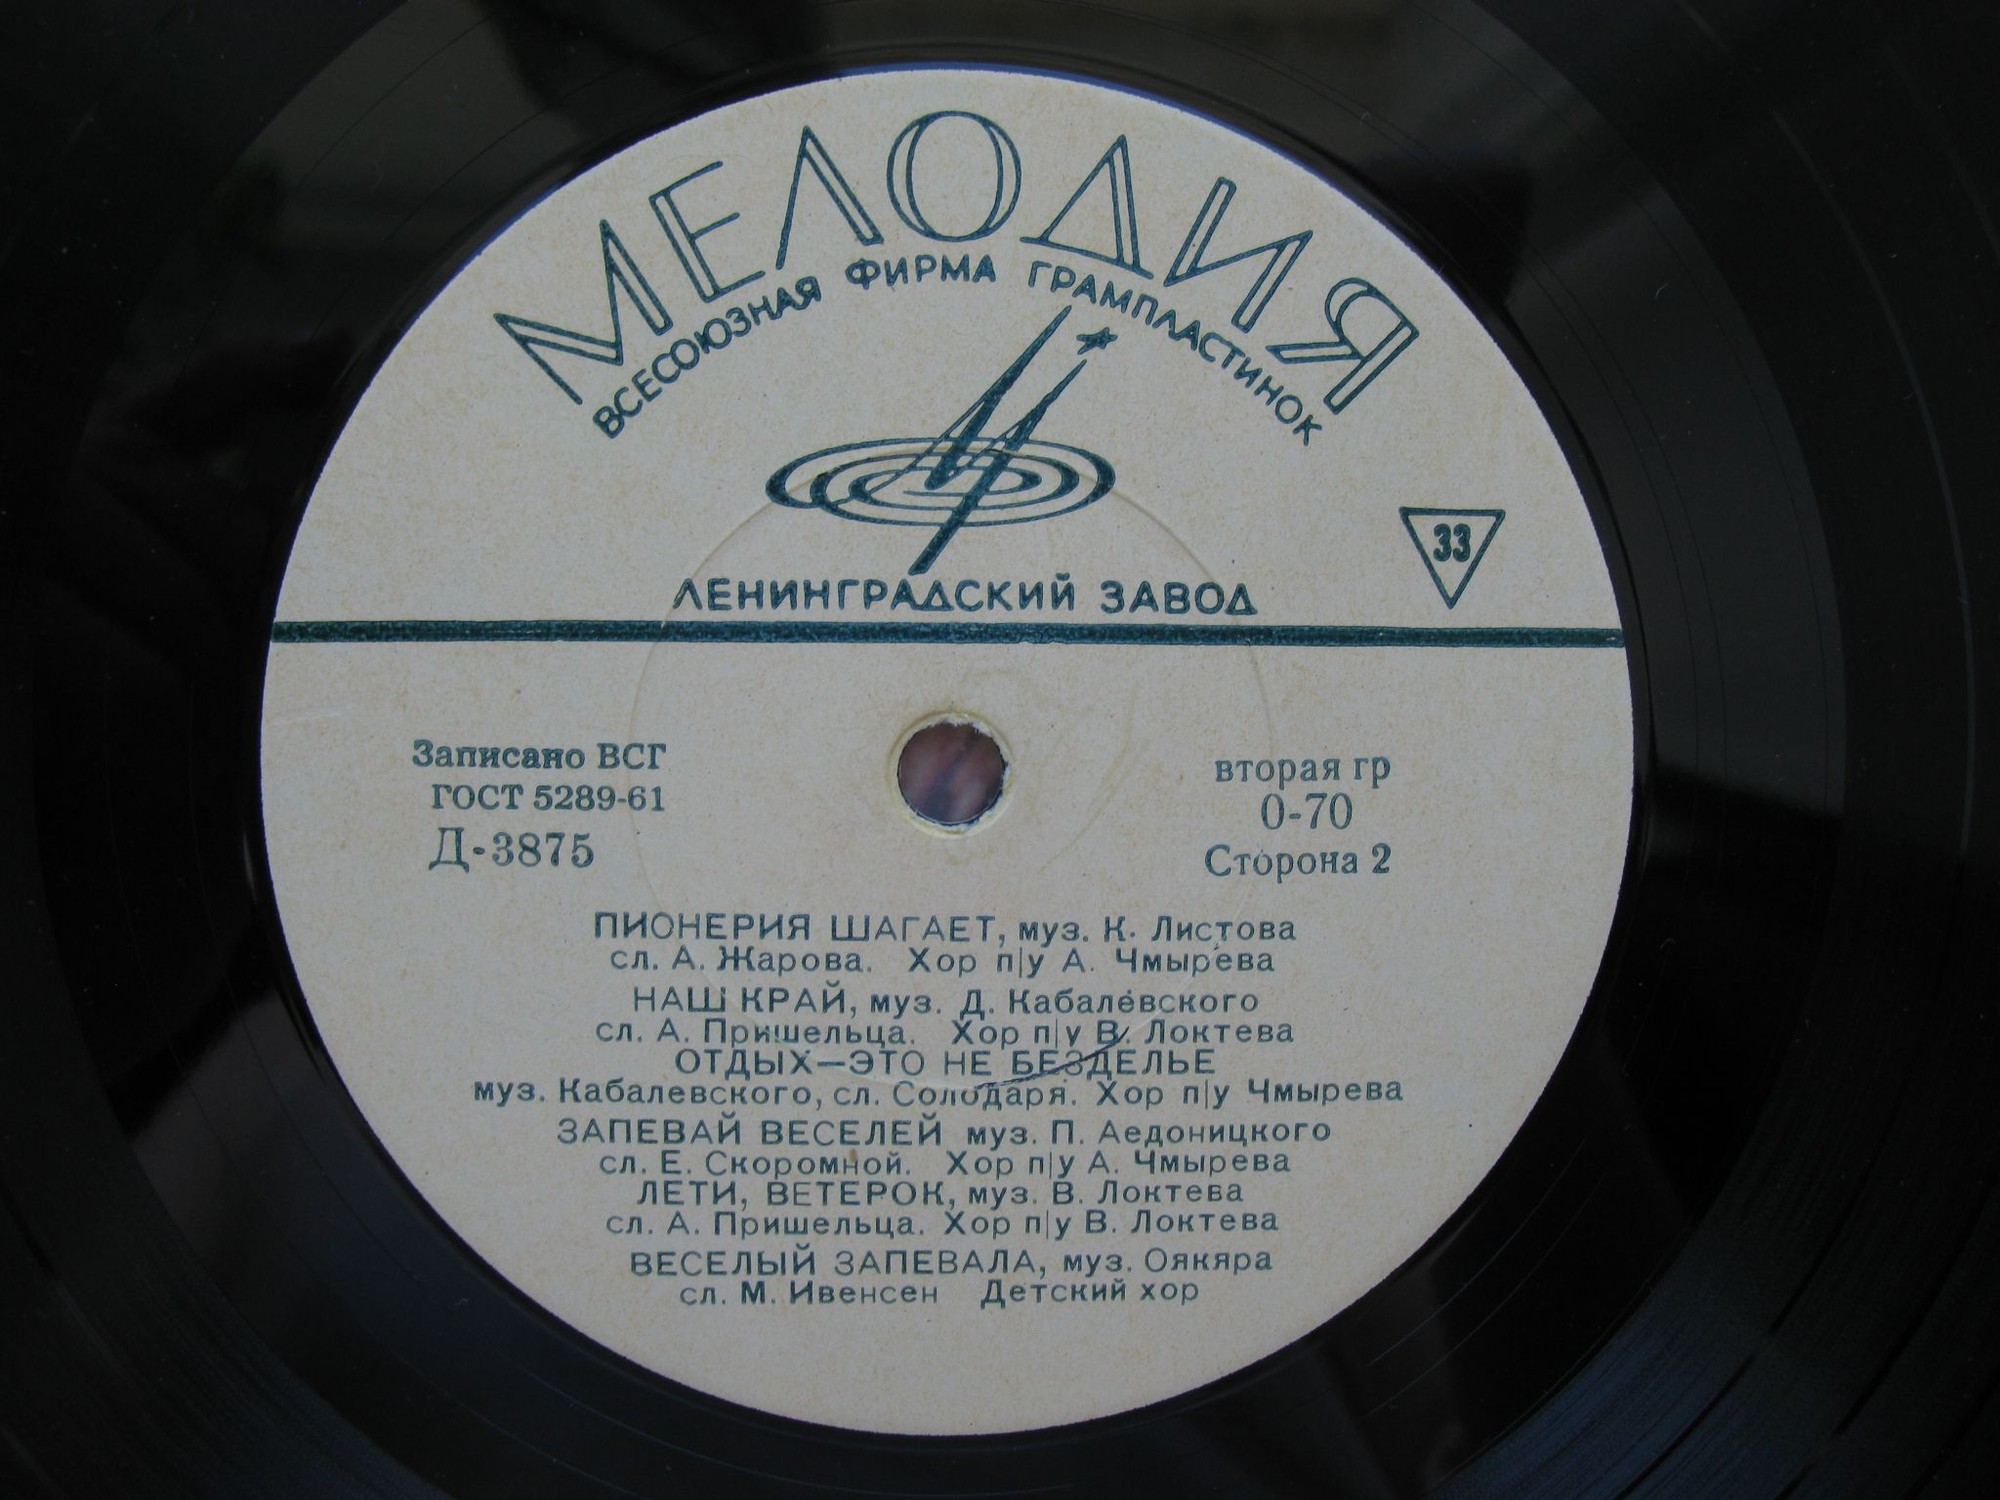 МЕЛОДИЯ
ВСЕСОЮЗНАЯ ФИРМА ГРАМПЛАСТИНОК
33
ЛЕНИНГРАДСКИЙ ЗАВОД
Записано ВСГ
ГОСТ 5289-61
Д-3875
вторая гр
0-70
Сторона 2
ПИОНЕРИЯ ШАГАЕТ, муз. К. Листова
сл. А. Жарова. Хор п/у А. Чмырева
НАШ КРАЙ, муз. Д. Кабалевского
сл. А. Пришельца. Хор п/у В. Локтева
ОТДЫХ—ЭТО НЕ БЕЗДЕЛЬЕ
муз. Кабалевского, сл. Солодаря. Хор п/у Чмырева
ЗАПЕВАЙ ВЕСЕЛЕЙ муз. П. Аедоницкого
сл. Е. Скоромной. Хор п/у А. Чмырева
ЛЕТИ, ВЕТЕРОК, муз. В. Локтева
сл. А. Пришельца. Хор п/у В. Локтева
ВЕСЕЛЫЙ ЗАПЕВАЛА, муз. Оякяра
сл. М. Ивенсен Детский хор